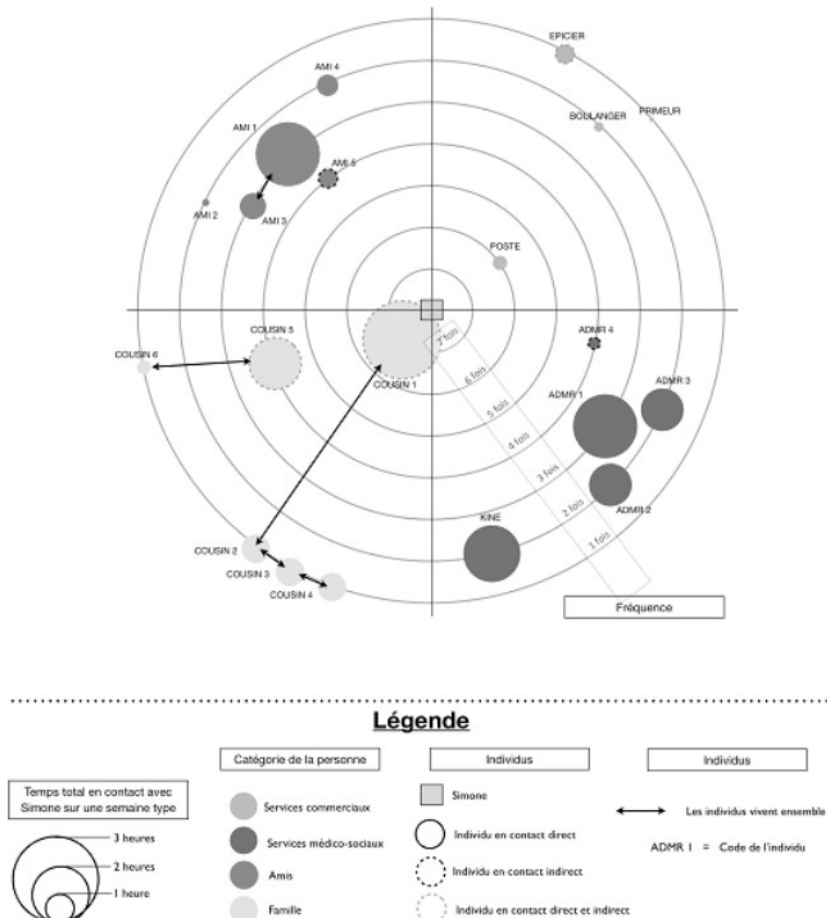 EPICIER
AMI 4
BOULANGER
PRIMEUR
AMI 1
AMI 5
AMI 2
AMI 3
POSTE
COUSIN 5
ADMR 4
7 fois
COUSIN 6
COUSIN 1
6 fois
ADMR 3
ADMR 1
5 fois
4 fois
3 fois
2 fois
ADMR 2
KINE
1 fois
COUSIN 2
COUSIN 3
COUSIN 4
Fréquence
Légende
Temps total en contact avec
Simone sur une semaine type
3 heures
2 heures
1 heure
Catégorie de la personne
Services commerciaux
Services médico-sociaux
Amis
Famille
Individus
Simone
Individu en contact direct
Individu en contact indirect
Individu en contact direct et indirect
Individus
Les individus vivent ensemble
ADMR 1 = Code de l'individu